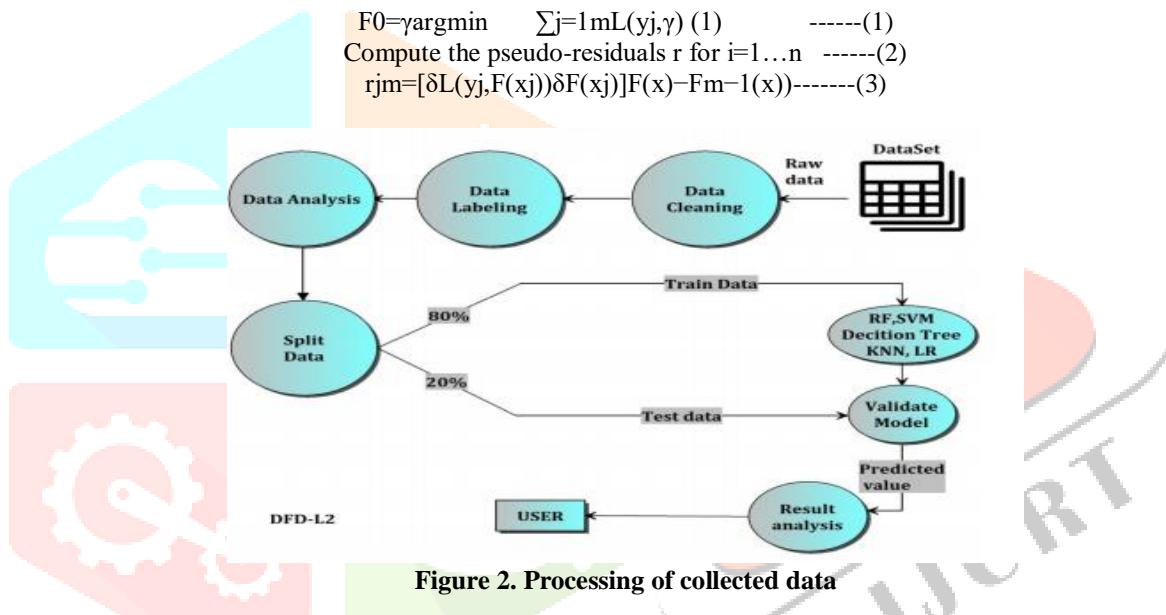 F0=γargmin ∑j=1mL(yj,γ) (1) ------(1)
Compute the pseudo-residuals r for i=1…n ------(2)
rjm=[δL(yj,F(xj))δF(xj)]F(x)−Fm−1(x))-------(3)
DataSet
Raw
data
Data Cleaning
Data Labeling
Data Analysis
Split
Data
80%
Train Data
RF,SVM
Decition Tree
KNN, LR
20%
Test data
Validate
Model
Predicted
value
Result
analysis
USER
DFD-L2
Figure 2. Processing of collected data
IJCRT